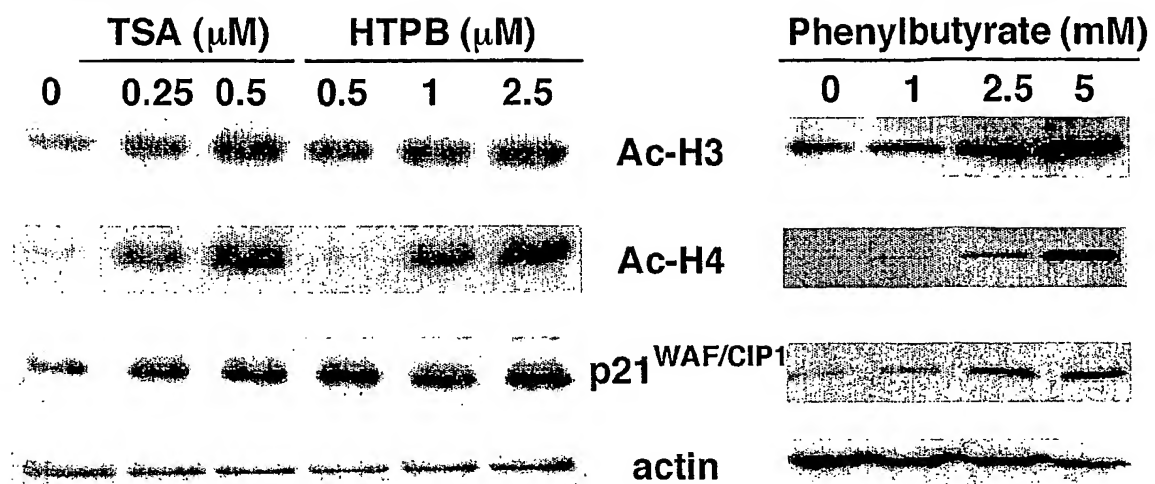 TSA (μM) HTPB (μM) Phenylbutyrate (mM)
0 0.25 0.5 0.5 1 2.5 0 1 2.5 5
Ac-H3
Ac-H4
p21WAF/CIP1
actin